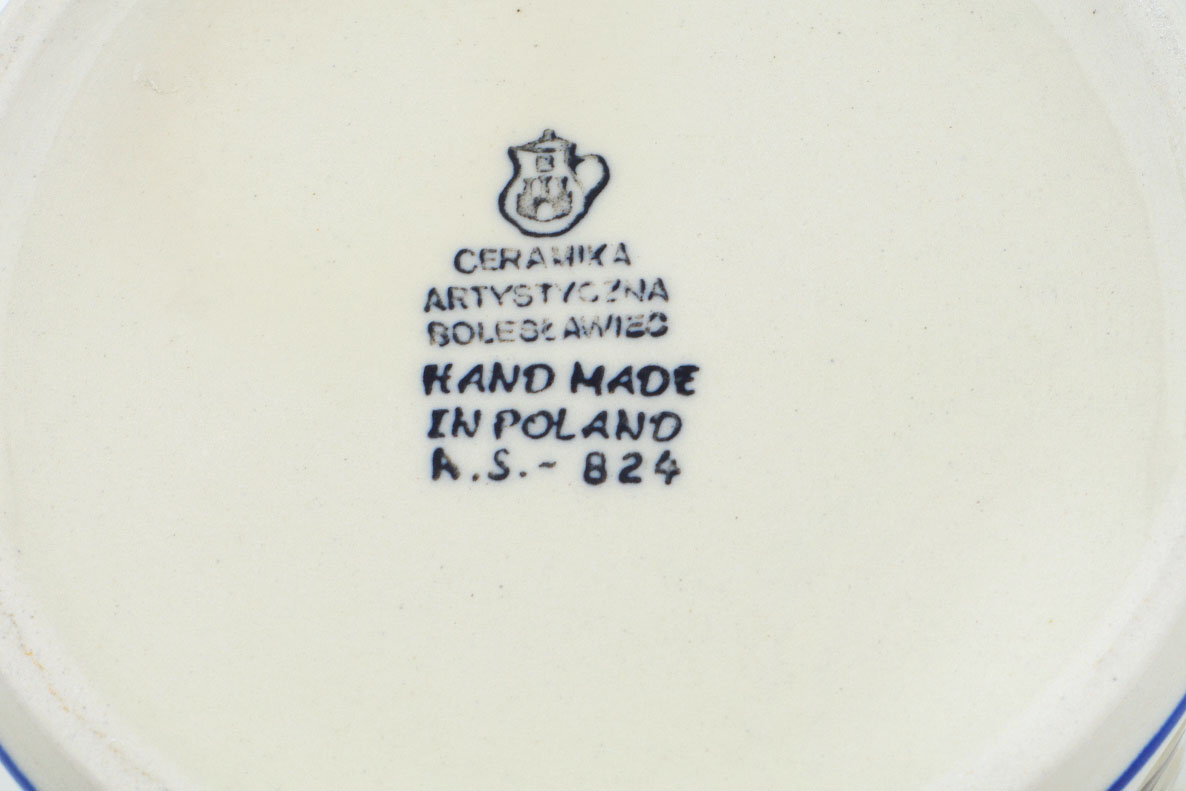 CERAMIKA
ARTYSTYCZNA
BOLESŁAWIEC
HAND MADE
IN POLAND
A.S.- 824